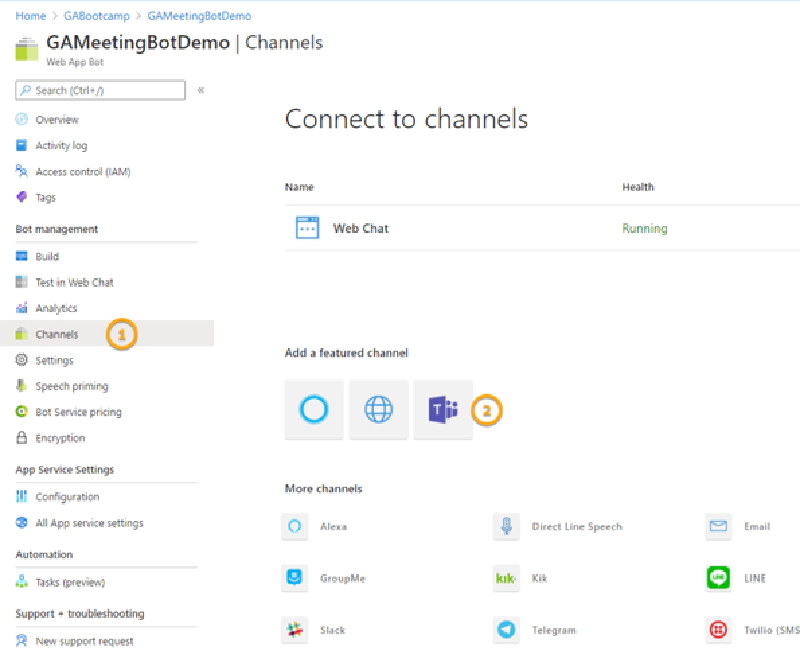 Home > GABootcamp > GAMeetingBotDemo
GAMeetingBotDemo | Channels
Web App Bot
Search (Ctrl+/)
«
Overview
Activity log
Access control (IAM)
Tags
Bot management
Build
Test in Web Chat
Analytics
Channels
1
Settings
Speech priming
Bot Service pricing
Encryption
App Service Settings
Configuration
All App service settings
Automation
Tasks (preview)
Support + troubleshooting
New support request
Connect to channels
Name Health
Web Chat Running
Add a featured channel
T
2
More channels
Alexa Direct Line Speech Email
GroupMe kik Kik LINE LINE
Slack Telegram Twilio (SMS